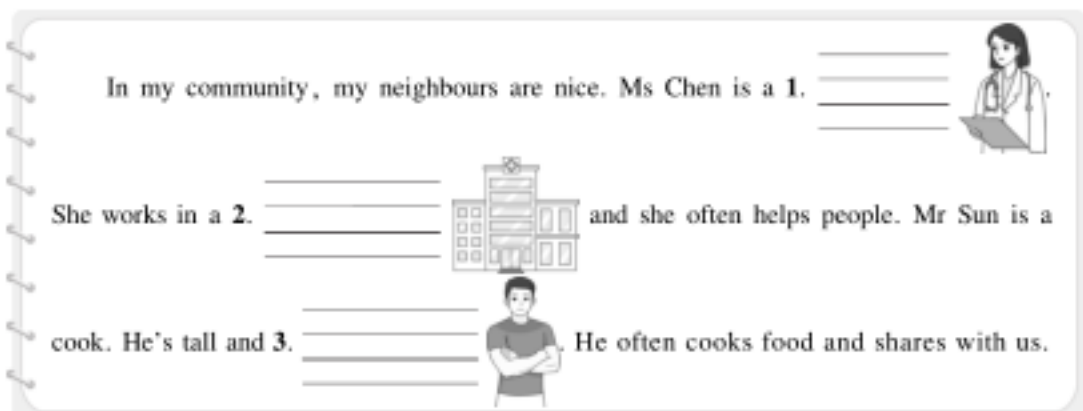 In my community, my neighbours are nice. Ms Chen is a 1. .
She works in a 2. and she often helps people. Mr Sun is a
cook. He's tall and 3. . He often cooks food and shares with us.